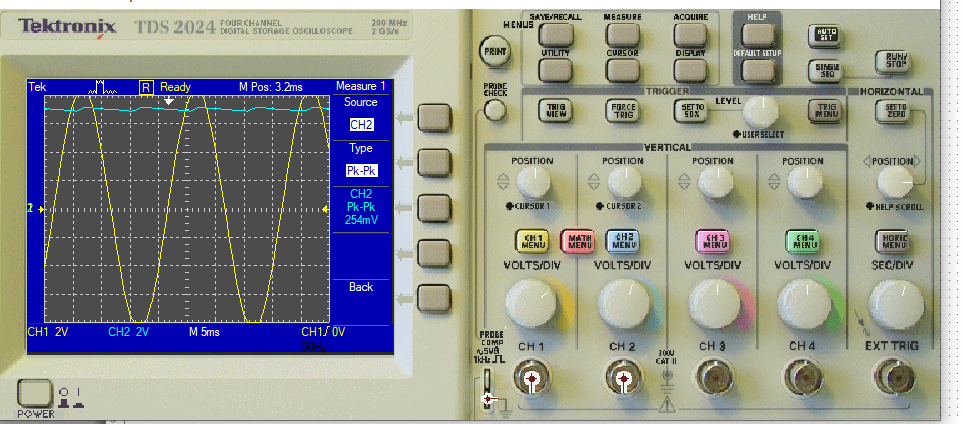 Tektronix TDS 2024 FOUR CHANNEL DIGITAL STORAGE OSCILLOSCOPE
200 MHz
2 GS/s
Tek R Ready M Pos: 3.2ms Measure 1
Source
CH2
Type
Pk-Pk
CH2
Pk-Pk
254mV
Back
CH1 2V CH2 2V M 5ms CH1 0V
50Hz
POWER
MENUS
SAVE/RECALL MEASURE ACQUIRE HELP
PRINT
UTILITY CURSOR DISPLAY DEFAULT SETUP
AUTO SET
SINGLE SEQ
RUN/STOP
PROBE CHECK
TRIGGER
TRIG VIEW
FORCE TRIG
SET TO 50%
LEVEL
USER SELECT
TRIG MENU
HORIZONTAL
SET TO ZERO
VERTICAL
POSITION POSITION POSITION POSITION POSITION
CURSOR 1 CURSOR 2 HELP SCROLL
CH 1 MENU
MATH MENU
CH 2 MENU
CH 3 MENU
CH 4 MENU
HORIZ MENU
VOLTS/DIV VOLTS/DIV VOLTS/DIV VOLTS/DIV SEC/DIV
PROBE COMP
~5V@
1kHz
CH 1 CH 2 CH 3 CH 4 EXT TRIG
300V
CAT II